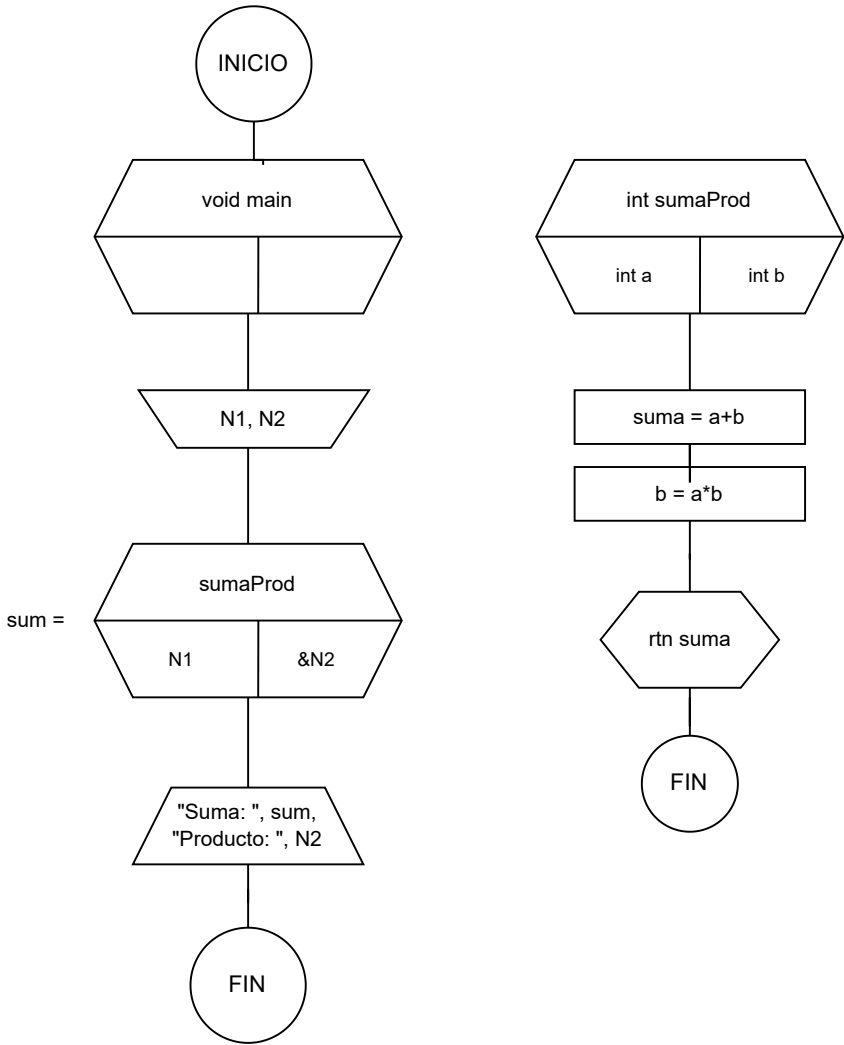 INICIO
void main
N1, N2
sum =
sumaProd
N1
&N2
"Suma: ", sum,
"Producto: ", N2
FIN
int sumaProd
int a
int b
suma = a+b
b = a*b
rtn suma
FIN